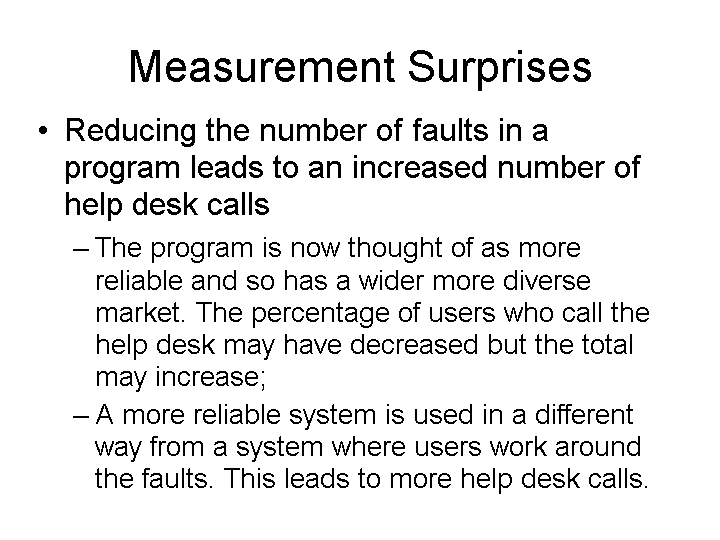 Measurement Surprises
• Reducing the number of faults in a
program leads to an increased number of
help desk calls
– The program is now thought of as more
reliable and so has a wider more diverse
market. The percentage of users who call the
help desk may have decreased but the total
may increase;
– A more reliable system is used in a different
way from a system where users work around
the faults. This leads to more help desk calls.